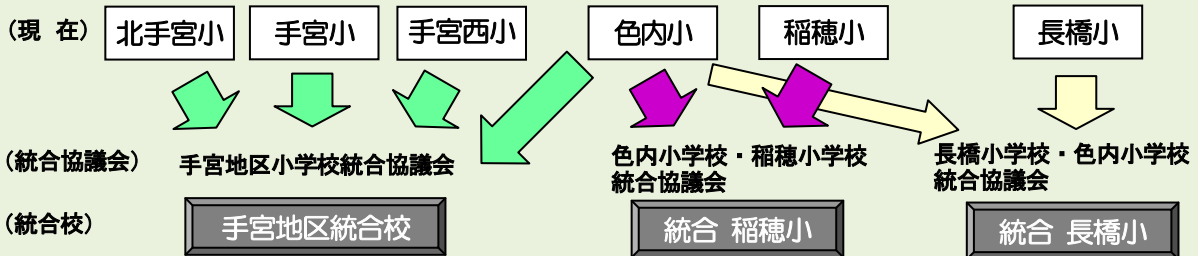 (現 在) 北手宮小 手宮小 手宮西小 色内小 稲穂小 長橋小
(統合協議会) 手宮地区小学校統合協議会 色内小学校・稲穂小学校 長橋小学校・色内小学校
統合協議会 統合協議会
(統合校) 手宮地区統合校 統合 稲穂小 統合 長橋小